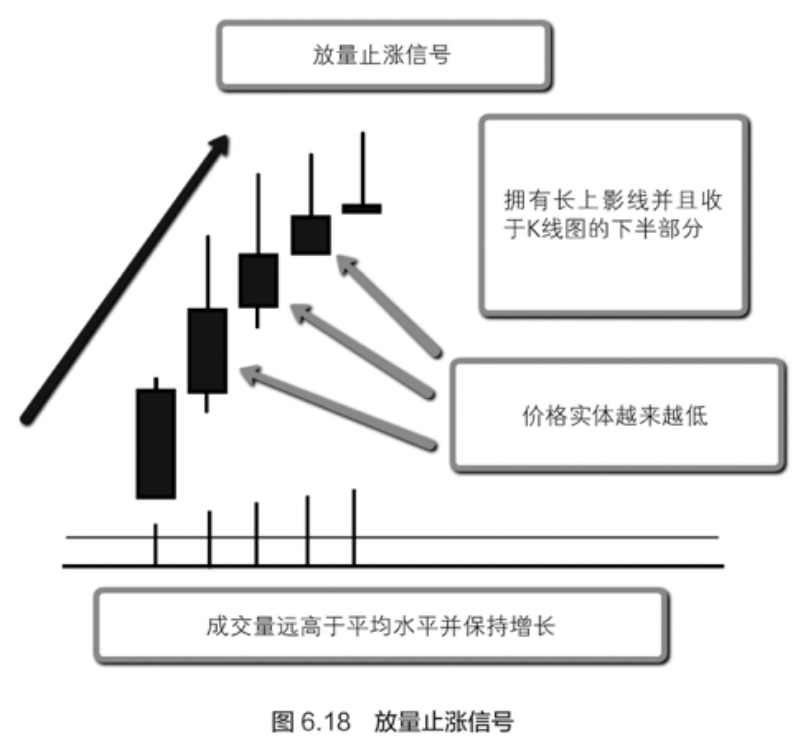 放量止涨信号
拥有长上影线并且收
于K线图的下半部分
价格实体越来越低
成交量远高于平均水平并保持增长
图 6.18 放量止涨信号